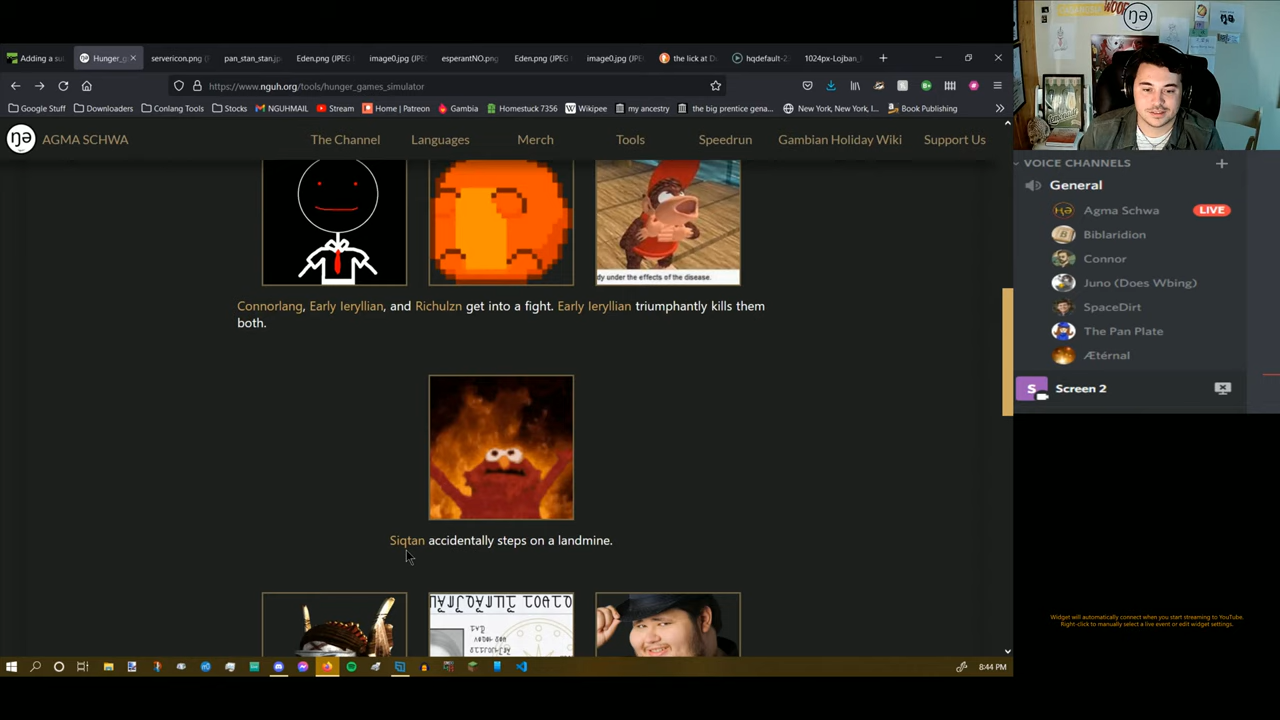 Adding a su
Hunger_g
servericon.png (
pan_stan_stan.jp
Eden.png (JPEG
image0.jpg (JPE
esperantNO.png
Eden.png (JPEG
image0.jpg (JPE
the lick at D
hqdefault-2
1024px-Lojban_
https://www.nguh.org/tools/hunger_games_simulator
Google Stuff
Downloaders
Conlang Tools
Stocks
NGUHMAIL
Stream
Home | Patreon
Gambia
Homestuck 7356
Wikipee
my ancestry
the big prentice gena...
New York, New York, ...
Book Publishing
ŋə AGMA SCHWA
The Channel
Languages
Merch
Tools
Speedrun
Gambian Holiday Wiki
Support Us
dy under the effects of the disease.
Connorlang, Early Ieryllian, and Richulzn get into a fight. Early Ieryllian triumphantly kills them
both.
Siqtan accidentally steps on a landmine.
8:44 PM
ŋə
VOICE CHANNELS
General
Agma Schwa
LIVE
Biblaridion
Connor
Juno (Does Wbing)
SpaceDirt
The Pan Plate
Ætérnal
S
Screen 2
Widget will automatically connect when you start streaming to YouTube.
Right-click to manually select a live event or edit widget settings.